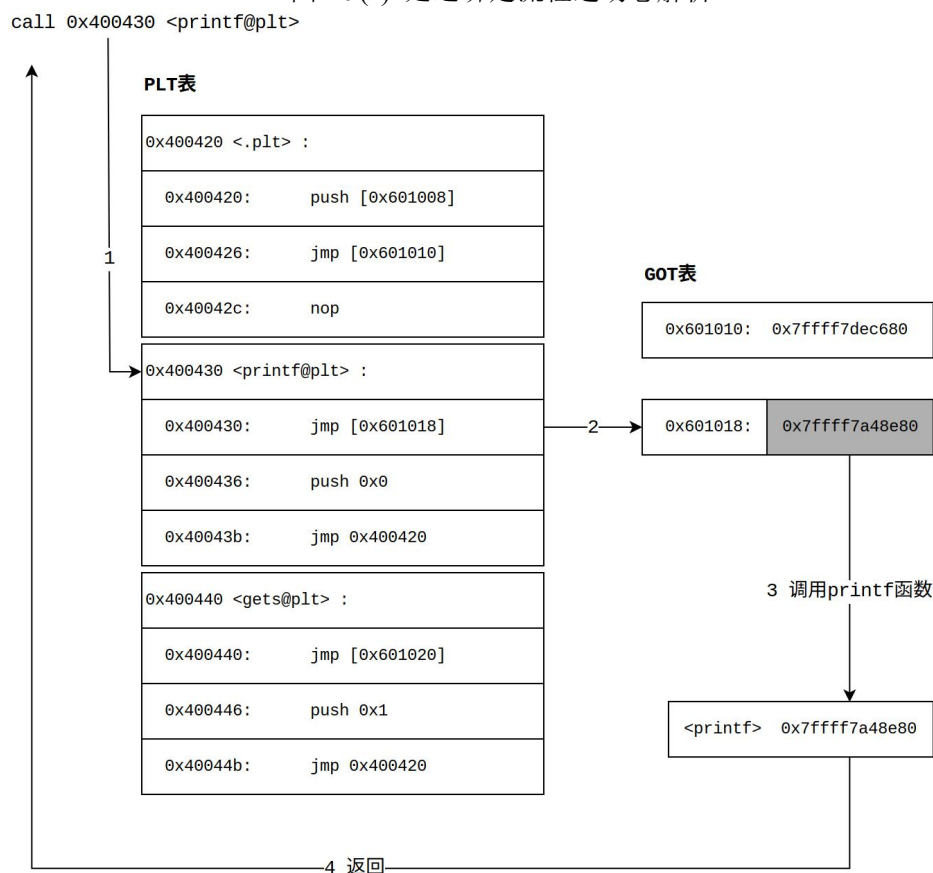 call 0x400430 <printf@plt>
PLT表
0x400420 <.plt> :
0x400420: push [0x601008]
0x400426: jmp [0x601010]
0x40042c: nop
1
0x400430 <printf@plt> :
0x400430: jmp [0x601018]
0x400436: push 0x0
0x40043b: jmp 0x400420
0x400440 <gets@plt> :
0x400440: jmp [0x601020]
0x400446: push 0x1
0x40044b: jmp 0x400420
GOT表
0x601010: 0x7ffff7dec680
2
0x601018: 0x7ffff7a48e80
3 调用printf函数
<printf> 0x7ffff7a48e80
4 返回